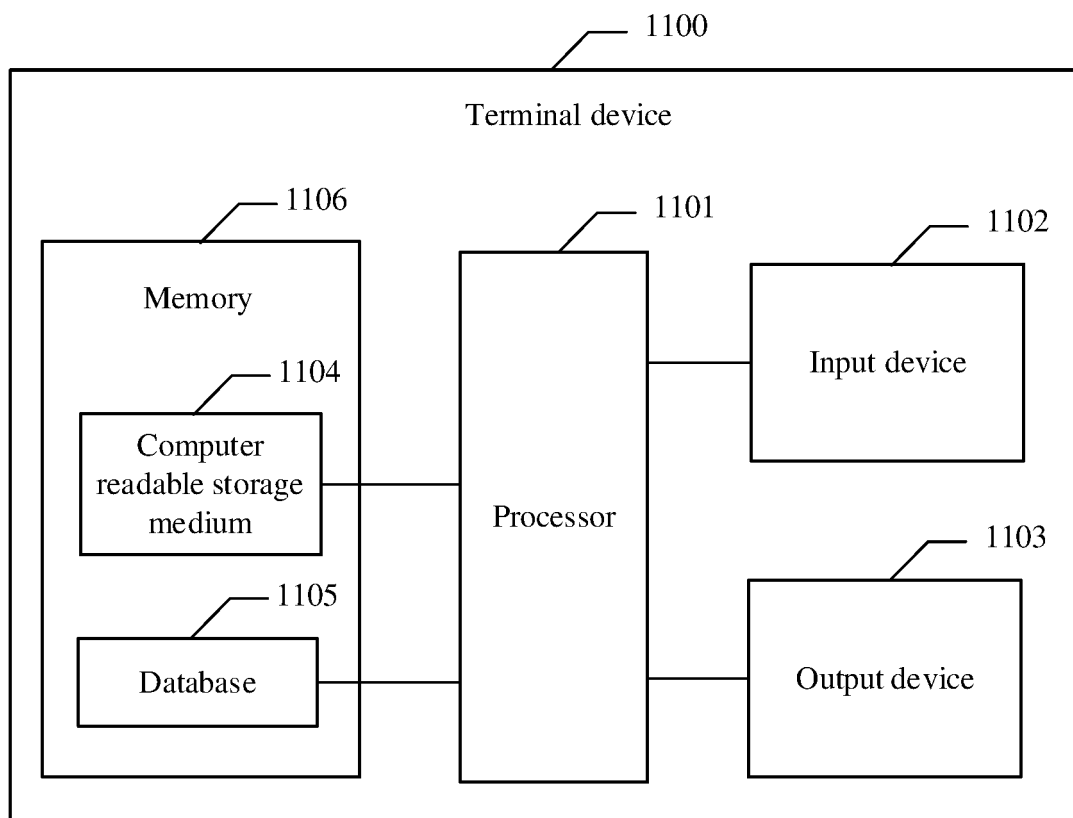 1100
Terminal device
1106
1101
1102
Memory
Input device
1104
Computer
readable storage
medium
Processor
1103
1105
Database
Output device